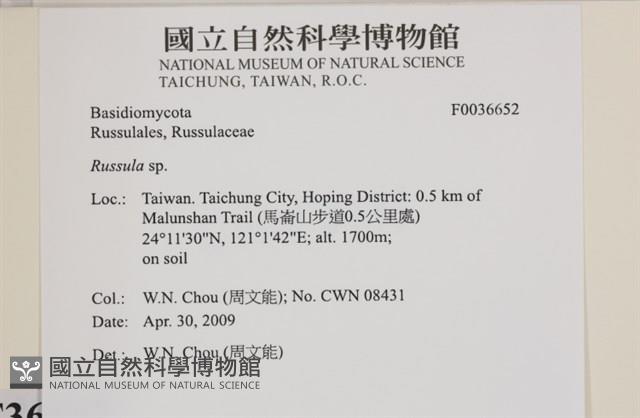 國立自然科學博物館
NATIONAL MUSEUM OF NATURAL SCIENCE
TAICHUNG, TAIWAN, R.O.C.
Basidiomycota F0036652
Russulales, Russulaceae
Russula sp.
Loc.: Taiwan. Taichung City, Hoping District: 0.5 km of
Malunshan Trail (馬崙山步道0.5公里處)
24°11'30"N, 121°1'42"E; alt. 1700m;
on soil
Col.: W.N. Chou (周文能); No. CWN 08431
Date: Apr. 30, 2009
Det.: W.N. Chou (周文能)
國立自然科學博物館
NATIONAL MUSEUM OF NATURAL SCIENCE